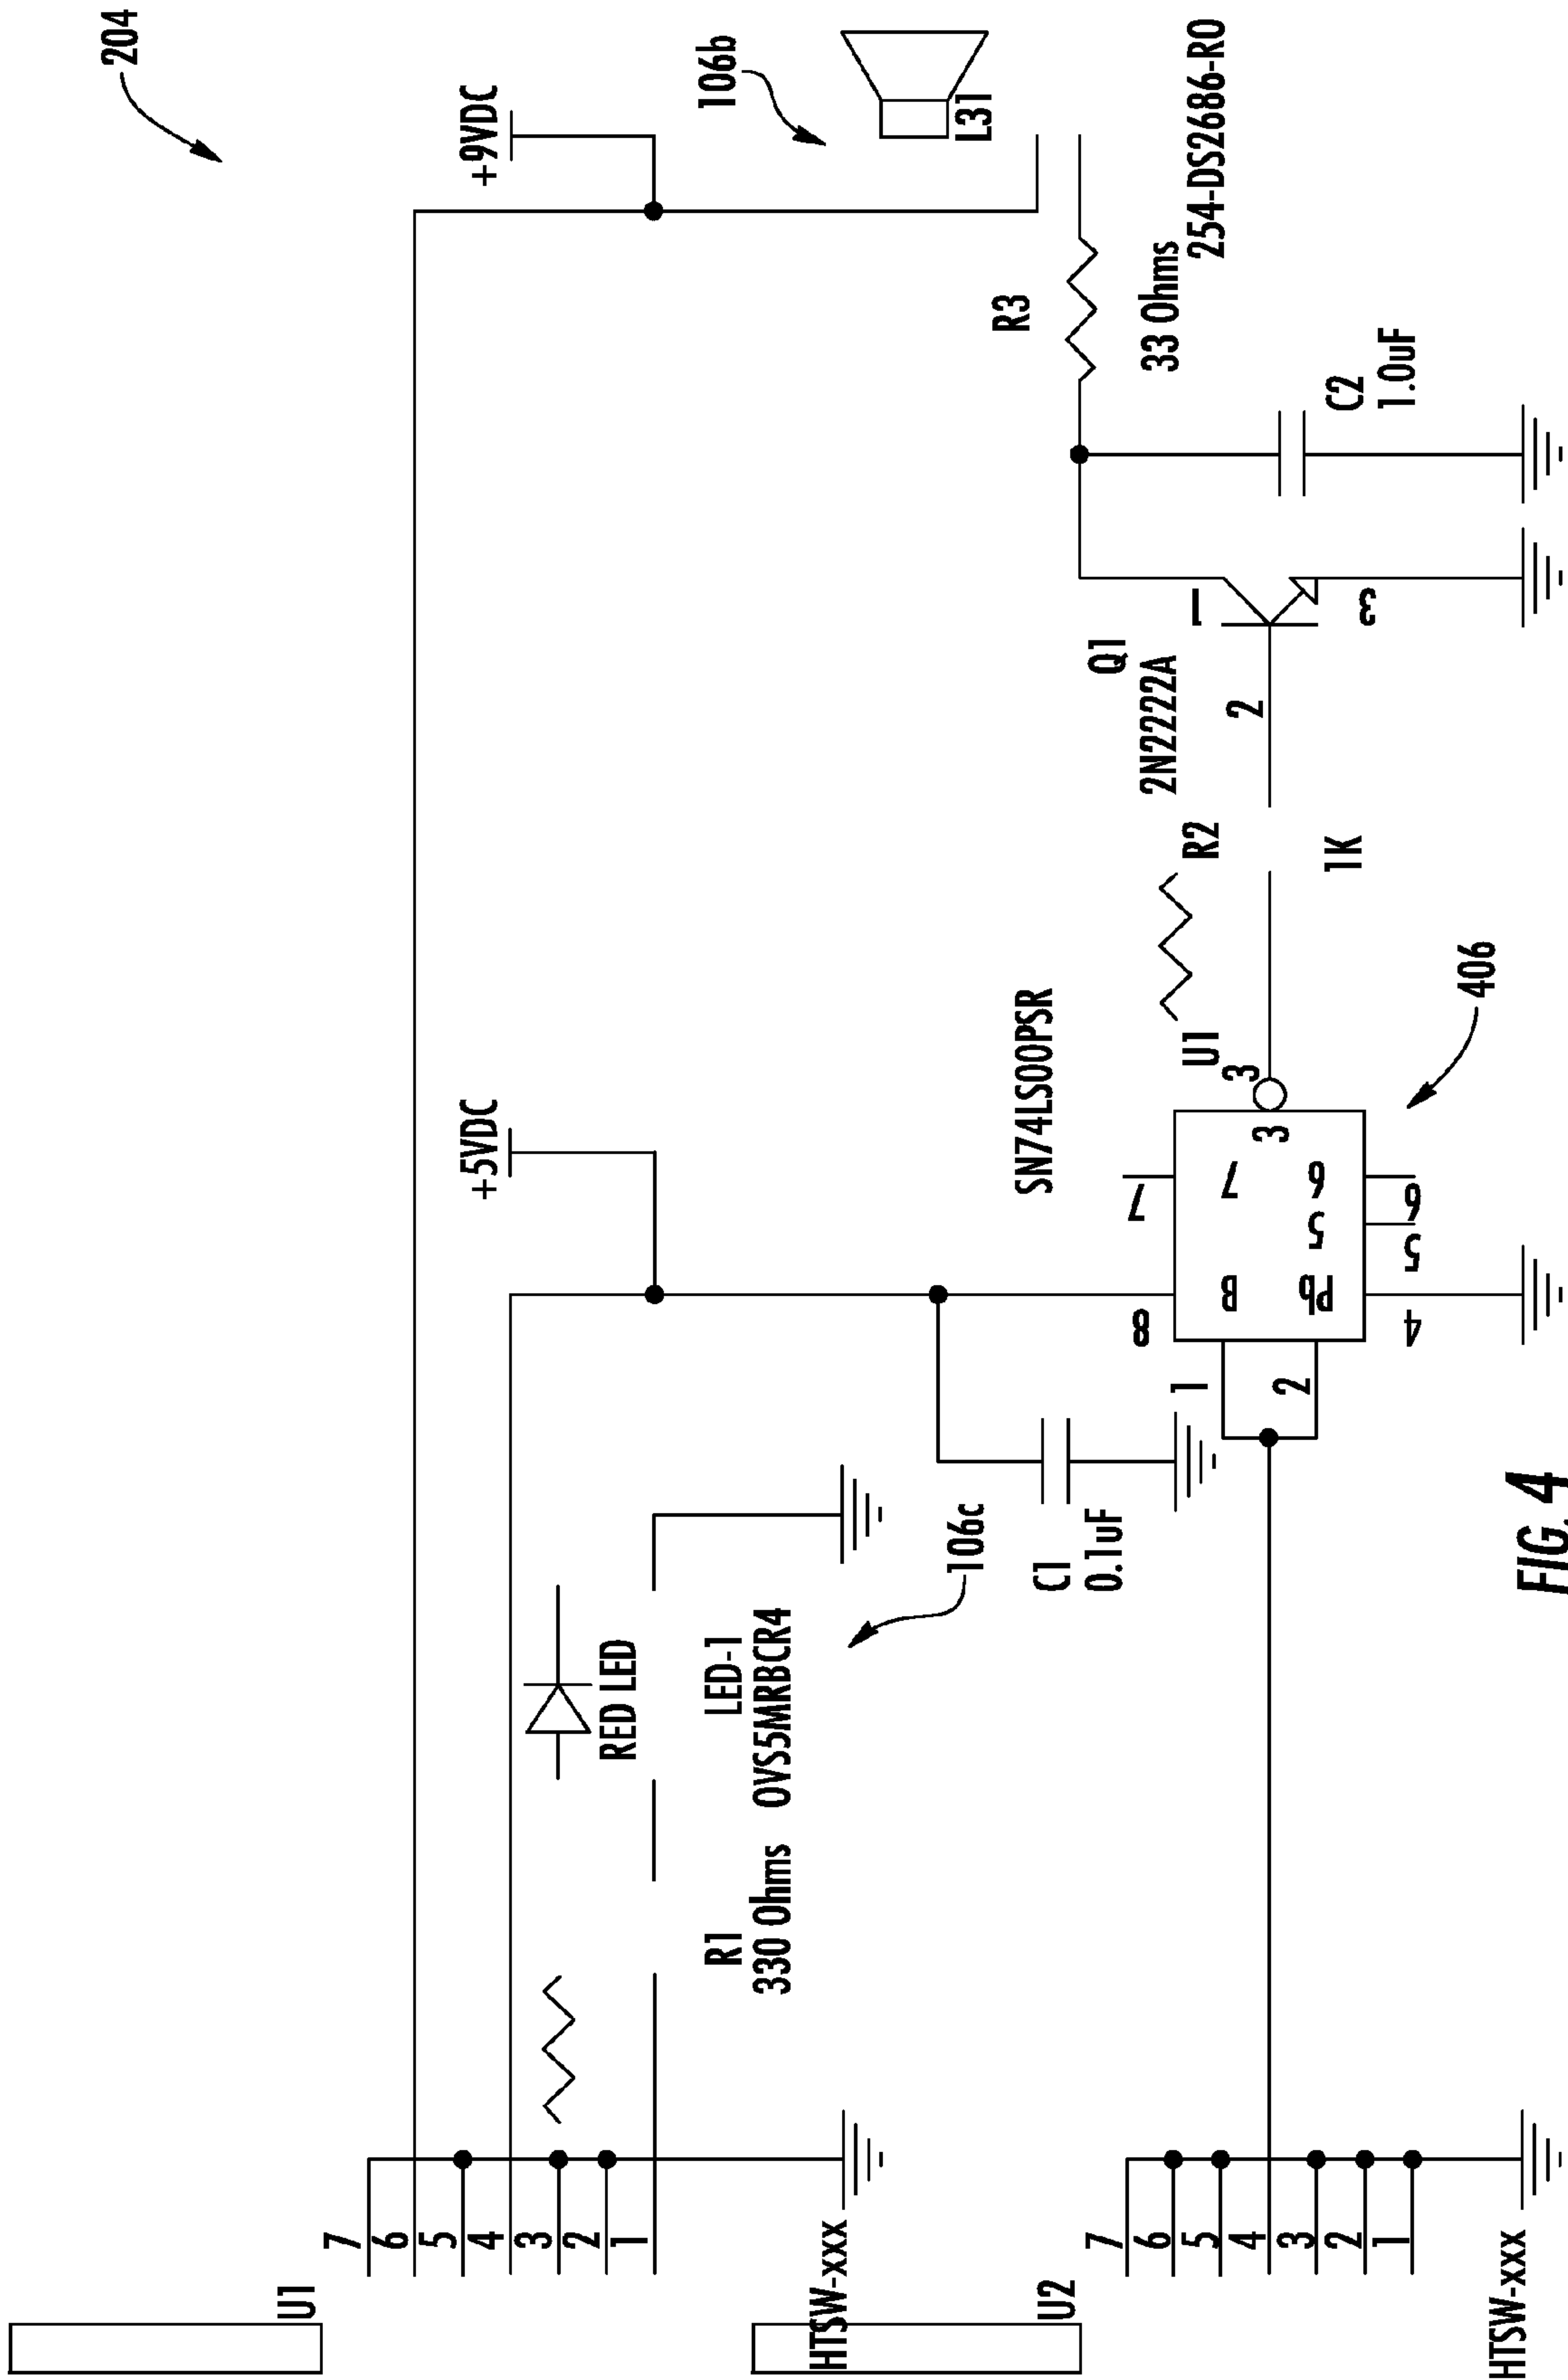 204
U1
7
6
5
4
3
2
1
HTSW-xxx
+5VDC
+9VDC
RED LED
R1
330 Ohms
LED-1
OVS5MRBCR4
106c
106b
L31
254-DS2686-RO
R3
33 Ohms
C1
0.1uF
SN74LS00PSR
U1
R2
1K
Q1
2N2222A
1
2
3
C2
1.0uF
U2
7
6
5
4
3
2
1
HTSW-xxx
1
2
8
7
B
7
3
3
Pb
5
6
4
5
6
406
FIG. 4